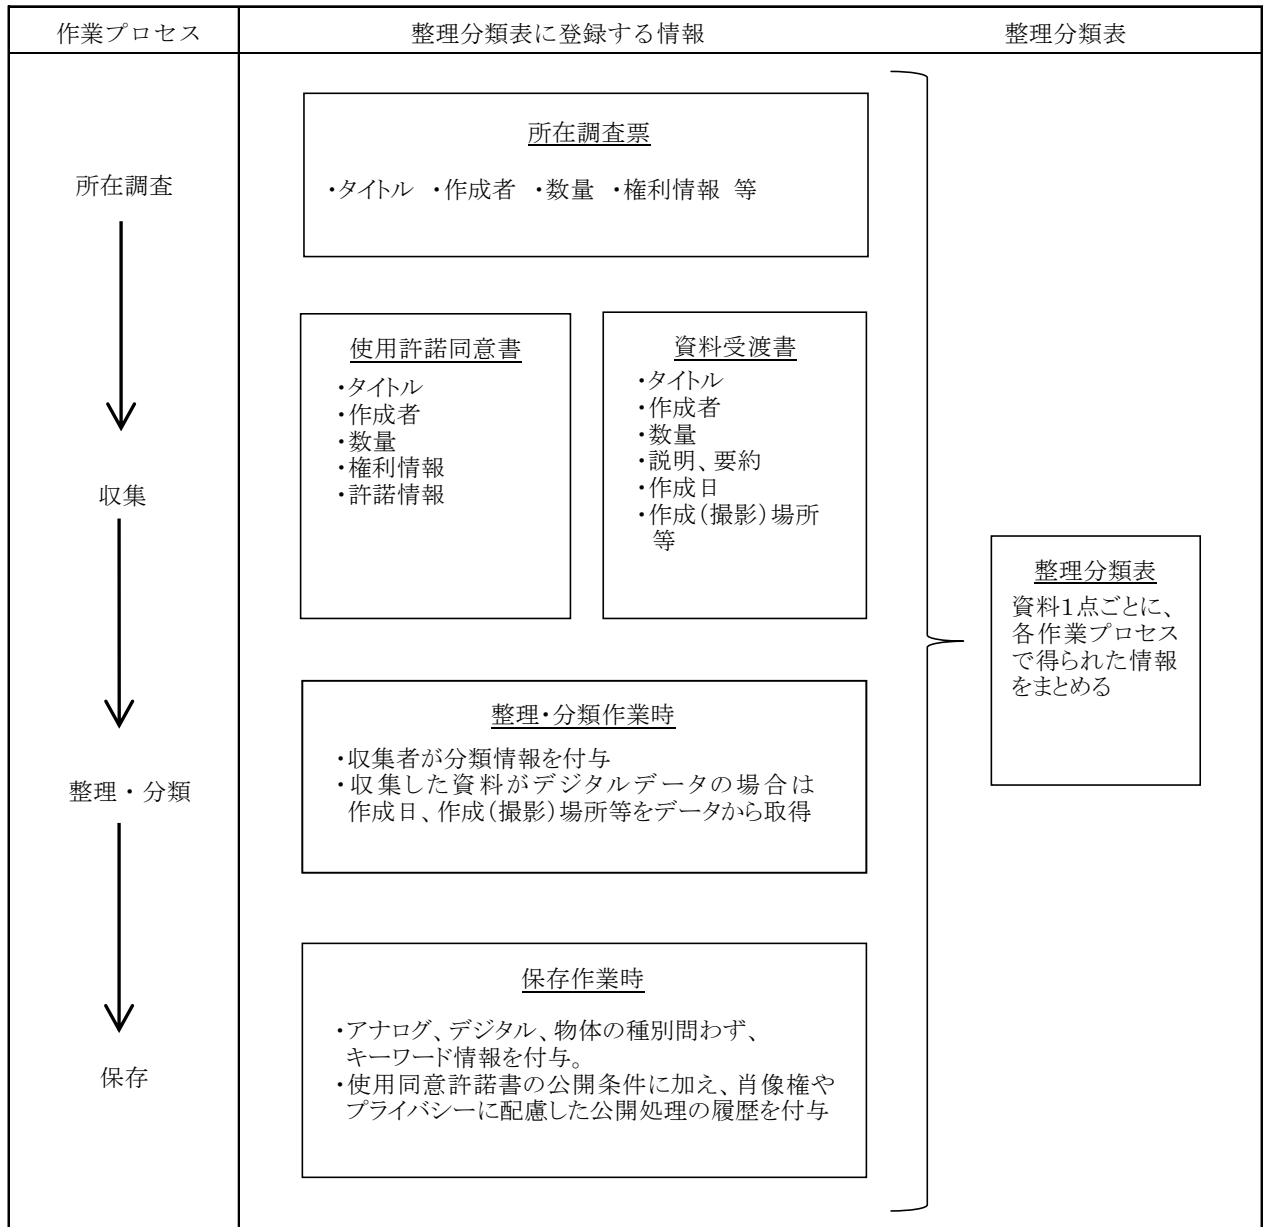 作業プロセス
整理分類表に登録する情報
整理分類表
所在調査
所在調査票
・タイトル ・作成者 ・数量 ・権利情報 等
収集
使用許諾同意書
・タイトル
・作成者
・数量
・権利情報
・許諾情報
資料受渡書
・タイトル
・作成者
・数量
・説明、要約
・作成日
・作成(撮影)場所
等
整理・分類
整理・分類作業時
・収集者が分類情報を付与
・収集した資料がデジタルデータの場合は
作成日、作成(撮影)場所等をデータから取得
保存
保存作業時
・アナログ、デジタル、物体の種別問わず、
キーワード情報を付与。
・使用同意許諾書の公開条件に加え、肖像権や
プライバシーに配慮した公開処理の履歴を付与
整理分類表
資料1点ごとに、
各作業プロセス
で得られた情報
をまとめる